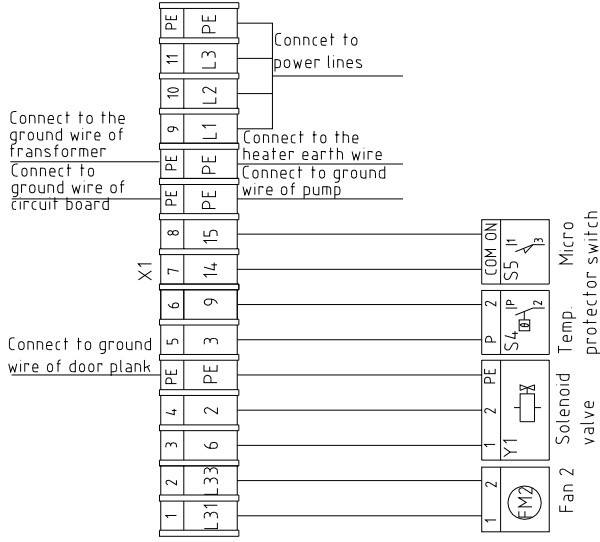 PE PE
11 L3
10 L2
9 L1
PE PE
PE PE
8 15
7 14
6 9
5 3
PE PE
4 2
3 6
2 L33
1 L31
X1
Conncet to
power lines
Connect to the
ground wire of
transformer
Connect to
ground wire of
circuit board
Connect to the
heater earth wire
Connect to ground
wire of pump
Connect to ground
wire of door plank
COM ON
S5
1 3
Micro
protector switch
P 2
S4
P 2
Temp.
1 2 PE
Y1
Solenoid
valve
1 2
FM2
Fan 2